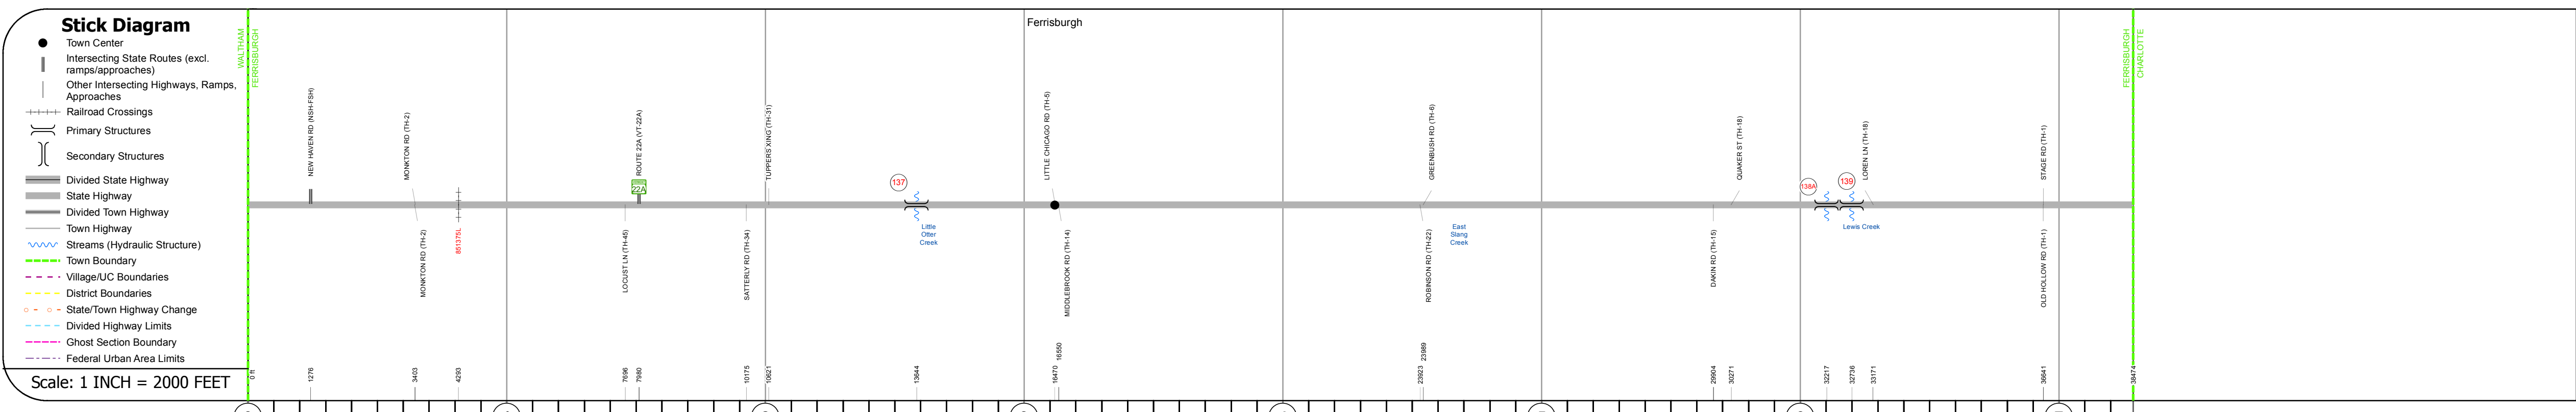 Stick Diagram
Town Center
Intersecting State Routes (excl.
ramps/approaches)
Other Intersecting Highways, Ramps,
Approaches
Railroad Crossings
Primary Structures
Secondary Structures
Divided State Highway
State Highway
Divided Town Highway
Town Highway
Streams (Hydraulic Structure)
Town Boundary
Village/UC Boundaries
District Boundaries
State/Town Highway Change
Divided Highway Limits
Ghost Section Boundary
Federal Urban Area Limits
Scale: 1 INCH = 2000 FEET
WALTHAM
FERRISBURGH
Ferrisburgh
FERRISBURGH
CHARLOTTE
NEW HAVEN RD (NSH-FSH)
MONKTON RD (TH-2)
ROUTE 22A (VT-22A)
TUPPERS XING (TH-31)
LITTLE CHICAGO RD (TH-5)
GREENBUSH RD (TH-6)
QUAKER ST (TH-18)
LOREN LN (TH-18)
STAGE RD (TH-1)
22A
137
138A
139
MONKTON RD (TH-2)
851375L
LOCUST LN (TH-45)
SATTERLY RD (TH-34)
Little
Otter
Creek
MIDDLEBROOK RD (TH-14)
ROBINSON RD (TH-22)
East
Slang
Creek
DAKIN RD (TH-15)
Lewis Creek
OLD HOLLOW RD (TH-1)
0 ft
1276
3403
4293
7696
7980
10175
10621
13644
16470
16550
23923
23989
29904
30271
32217
32736
33171
36641
38474